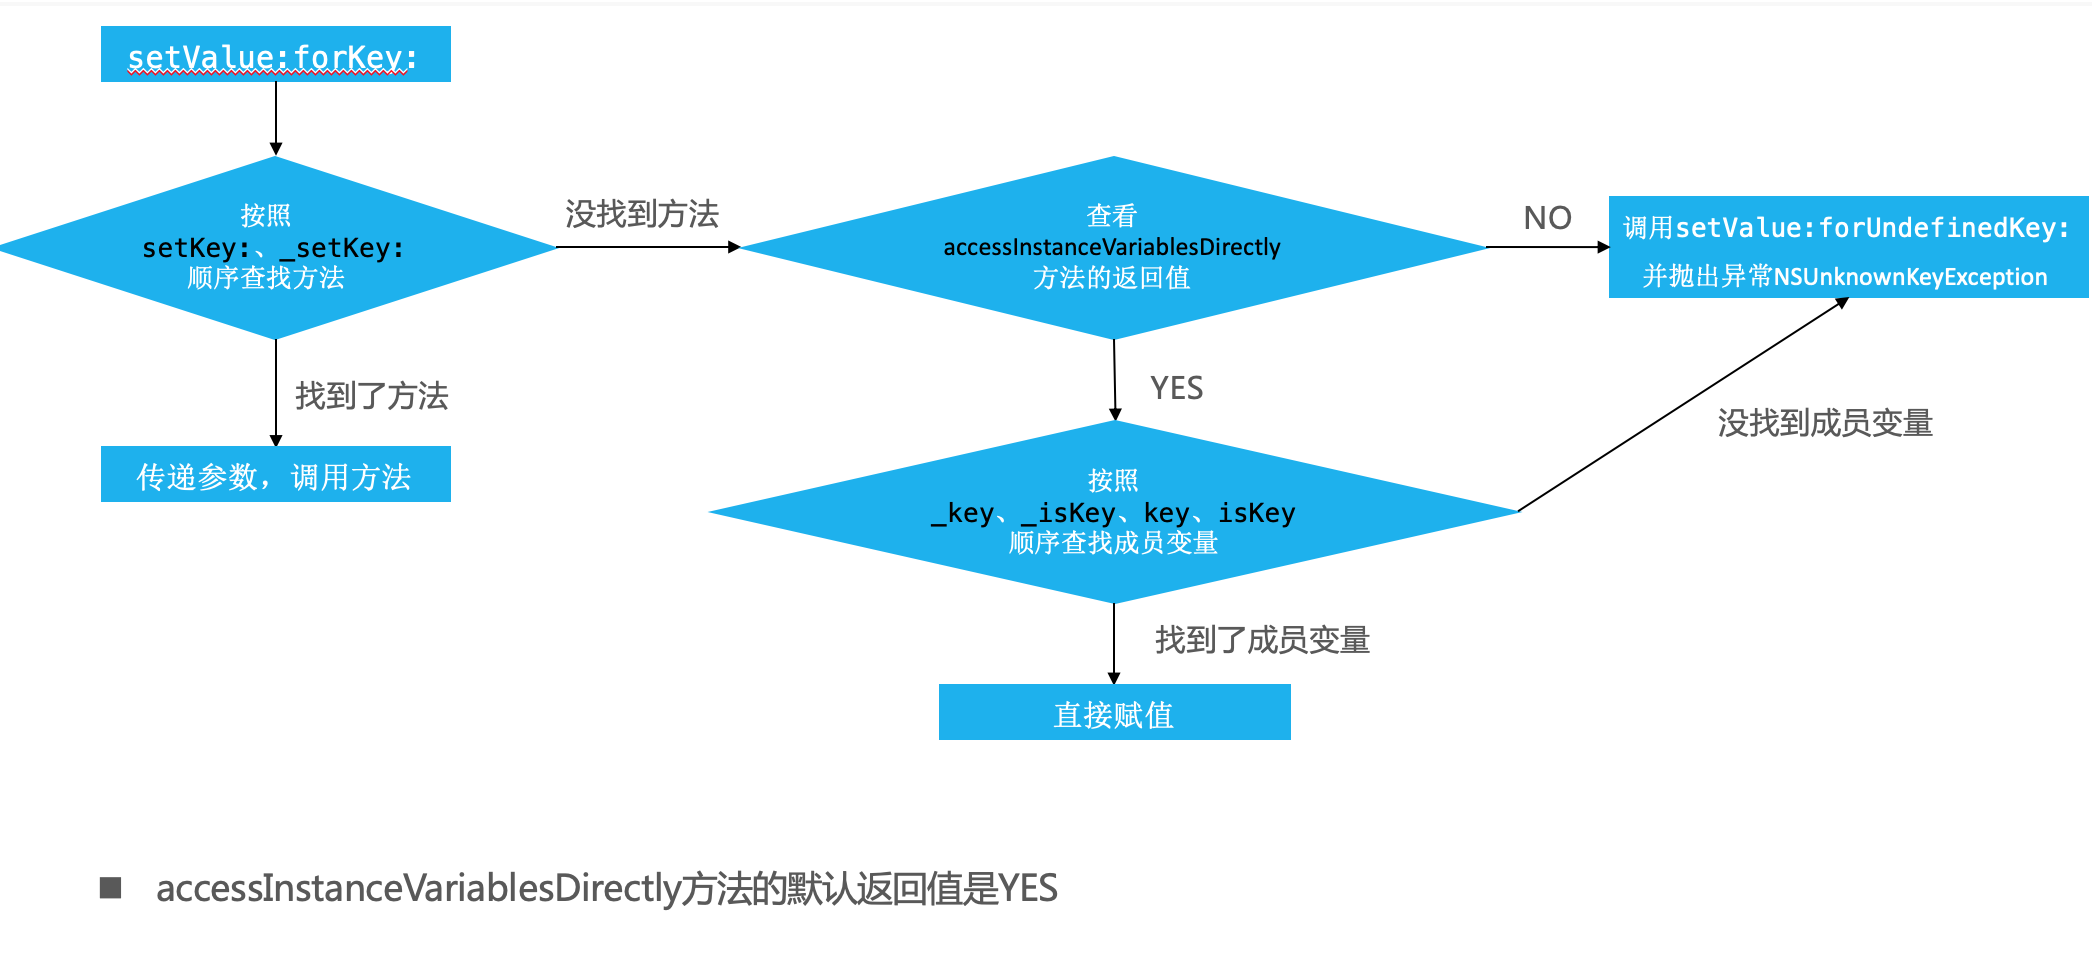 setValue:forKey:
按照
setKey:、_setKey:
顺序查找方法
没找到方法
查看
accessInstanceVariablesDirectly
方法的返回值
NO
调用setValue:forUndefinedKey:
并抛出异常NSUnknownKeyException
找到了方法
传递参数，调用方法
YES
没找到成员变量
按照
_key、_isKey、key、isKey
顺序查找成员变量
找到了成员变量
直接赋值
■ accessInstanceVariablesDirectly方法的默认返回值是YES